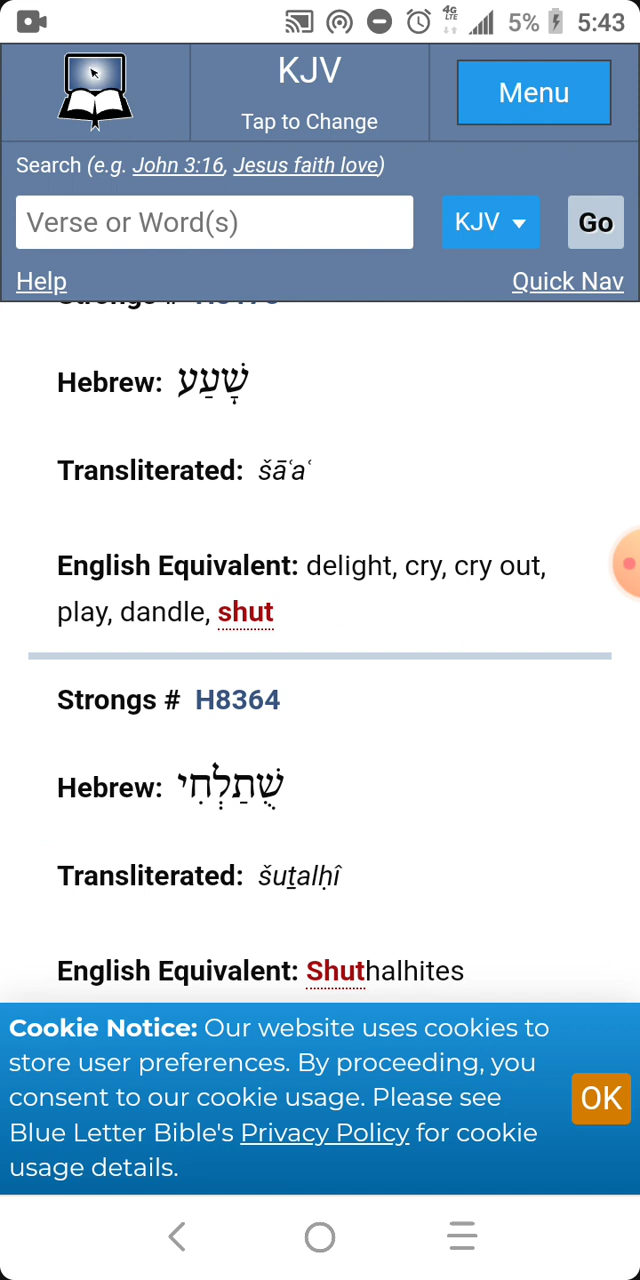 4G
LTE
5%
5:43
KJV
Tap to Change
Menu
Search (e.g. John 3:16, Jesus faith love)
Verse or Word(s)
KJV
Go
Help
Quick Nav
Strongs #
Hebrew: שָׁעַע
Transliterated: šāʿaʿ
English Equivalent: delight, cry, cry out,
play, dandle, shut
Strongs # H8364
Hebrew: שֻׁתַלְחִי
Transliterated: šuṯalḥî
English Equivalent: Shuthalhites
Cookie Notice: Our website uses cookies to
store user preferences. By proceeding, you
consent to our cookie usage. Please see
Blue Letter Bible's Privacy Policy for cookie
usage details.
OK